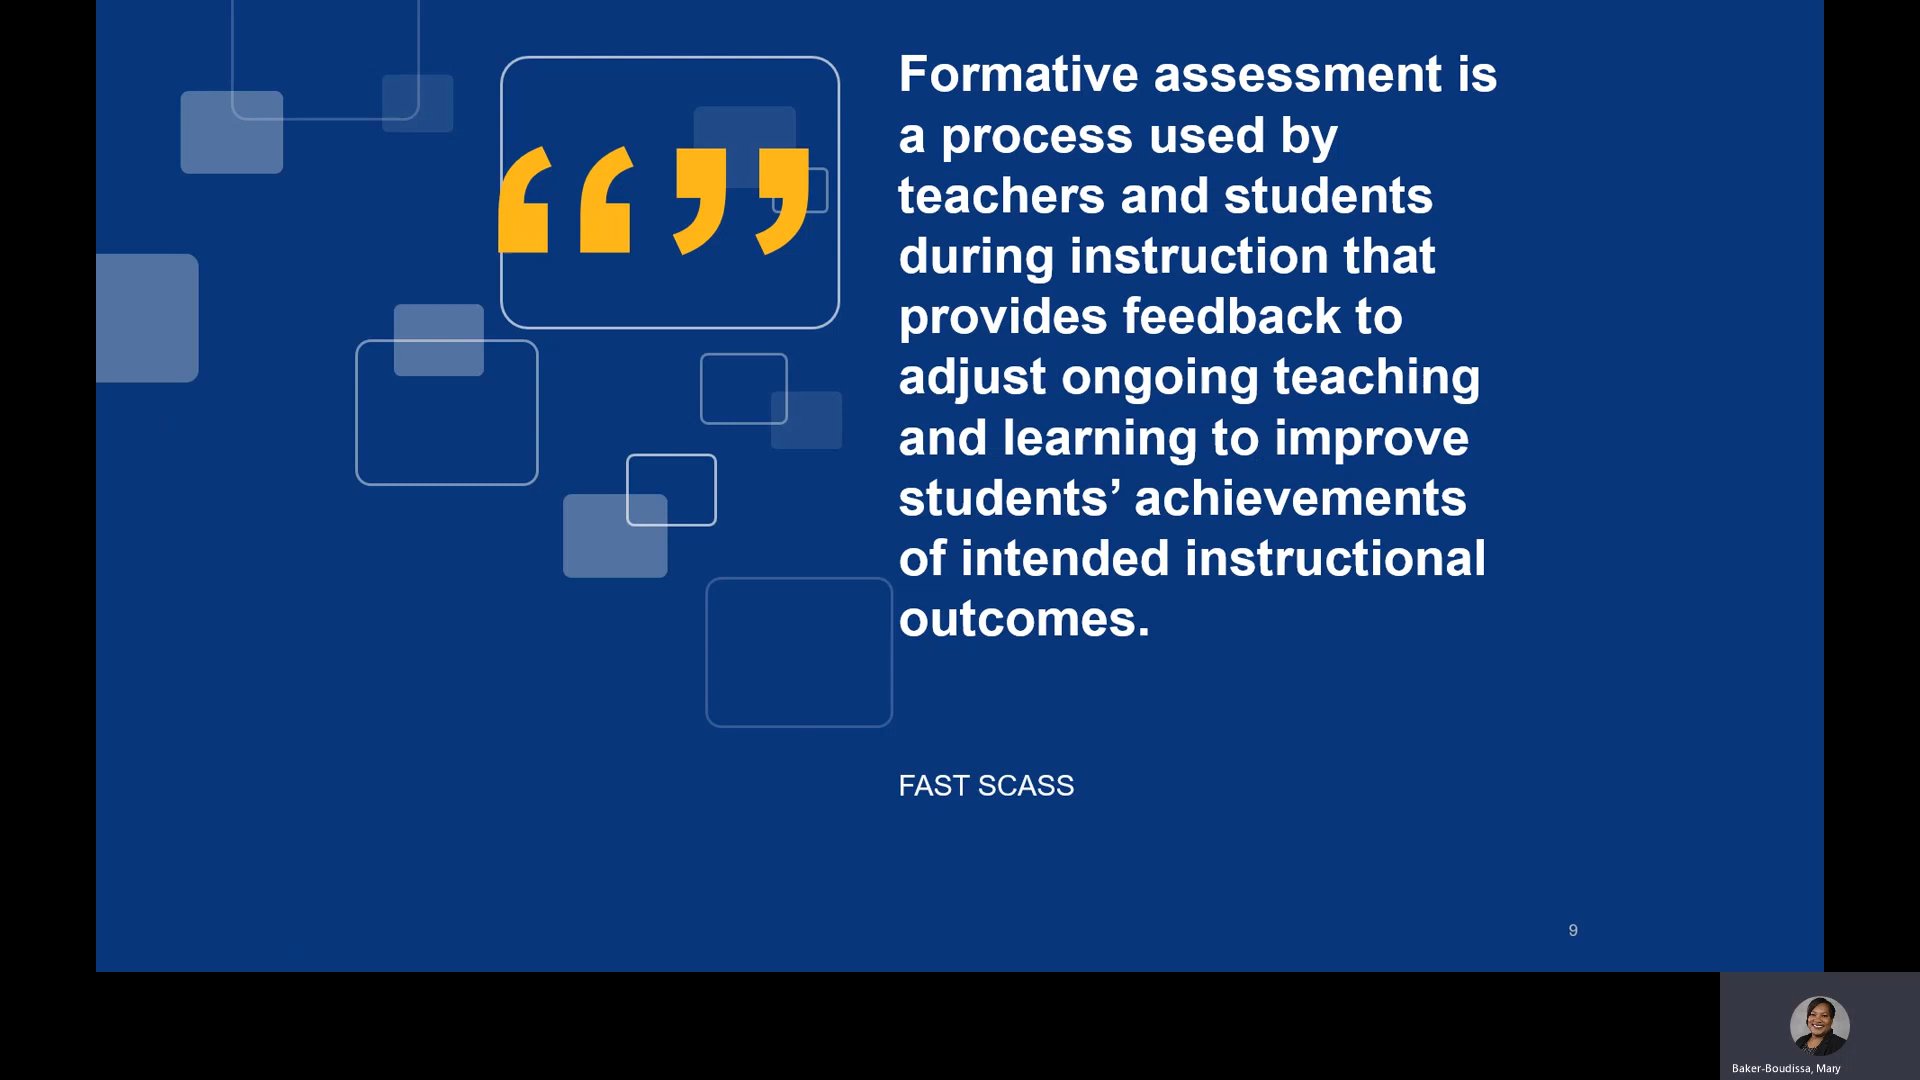 “ ”
Formative assessment is
a process used by
teachers and students
during instruction that
provides feedback to
adjust ongoing teaching
and learning to improve
students’ achievements
of intended instructional
outcomes.
FAST SCASS
9
Baker-Boudissa, Mary